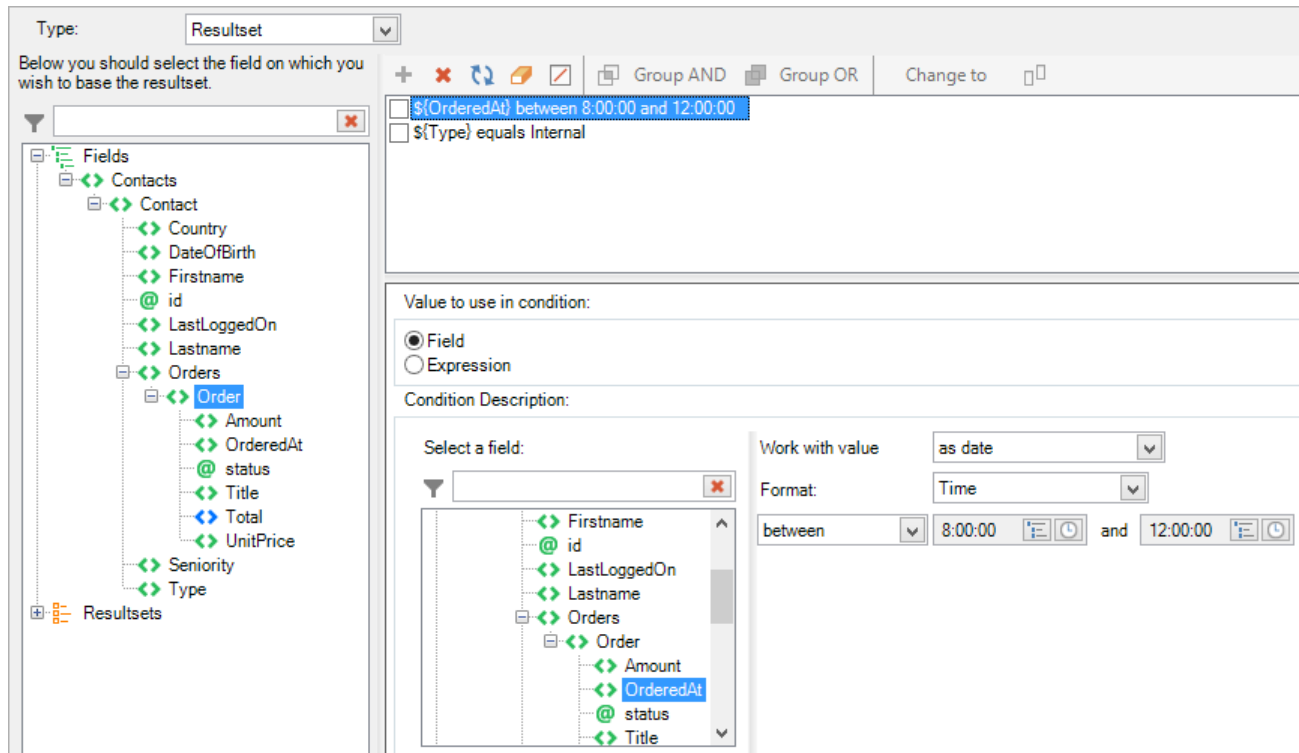 Type:
Resultset
Below you should select the field on which you
wish to base the resultset.
Fields
Contacts
Contact
Country
DateOfBirth
Firstname
@ id
LastLoggedOn
Lastname
Orders
Order
Amount
OrderedAt
@ status
Title
Total
UnitPrice
Seniority
Type
Resultsets
Group AND Group OR Change to
${OrderedAt} between 8:00:00 and 12:00:00
${Type} equals Internal
Value to use in condition:
Field
Expression
Condition Description:
Select a field:
Firstname
@ id
LastLoggedOn
Lastname
Orders
Order
Amount
OrderedAt
@ status
Title
Work with value as date
Format: Time
between 8:00:00 and 12:00:00